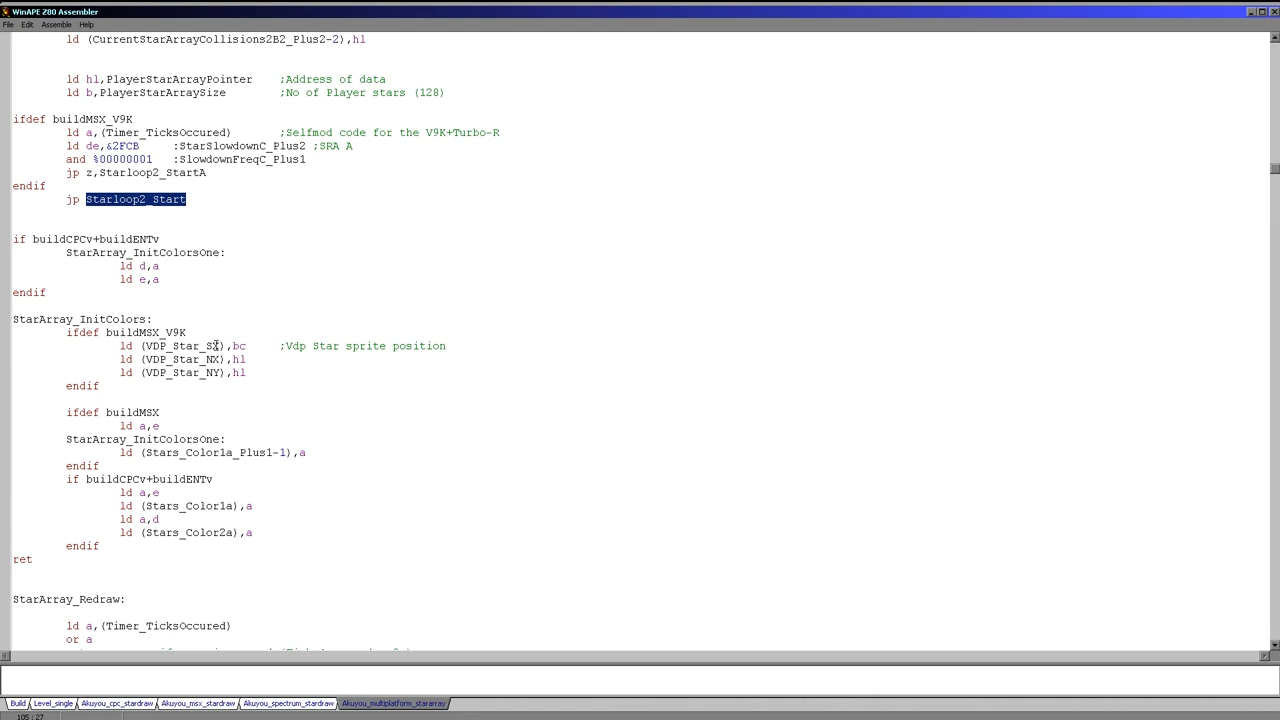 WinAPE Z80 Assembler
File Edit Assemble Help
ld (CurrentStarArrayCollisions2B2_Plus2-2),hl
ld hl,PlayerStarArrayPointer ;Address of data
ld b,PlayerStarArraySize ;No of Player stars (128)
ifdef buildMSX_V9K
ld a,(Timer_TicksOccured) ;Selfmod code for the V9K+Turbo-R
ld de,&2FCB :StarSlowdownC_Plus2 ;SRA A
and %00000001 :SlowdownFreqC_Plus1
jp z,Starloop2_StartA
endif
jp Starloop2_Start
if buildCPCv+buildENTv
StarArray_InitColorsOne:
ld d,a
ld e,a
endif
StarArray_InitColors:
ifdef buildMSX_V9K
ld (VDP_Star_SX),bc ;Vdp Star sprite position
ld (VDP_Star_NX),hl
ld (VDP_Star_NY),hl
endif
ifdef buildMSX
ld a,e
StarArray_InitColorsOne:
ld (Stars_Color1a_Plus1-1),a
endif
if buildCPCv+buildENTv
ld a,e
ld (Stars_Color1a),a
ld a,d
ld (Stars_Color2a),a
endif
ret
StarArray_Redraw:
ld a,(Timer_TicksOccured)
or a
Build Level_single Akuyou_cpc_stardraw Akuyou_msx_stardraw Akuyou_spectrum_stardraw Akuyou_multiplatform_stararray
105 : 27